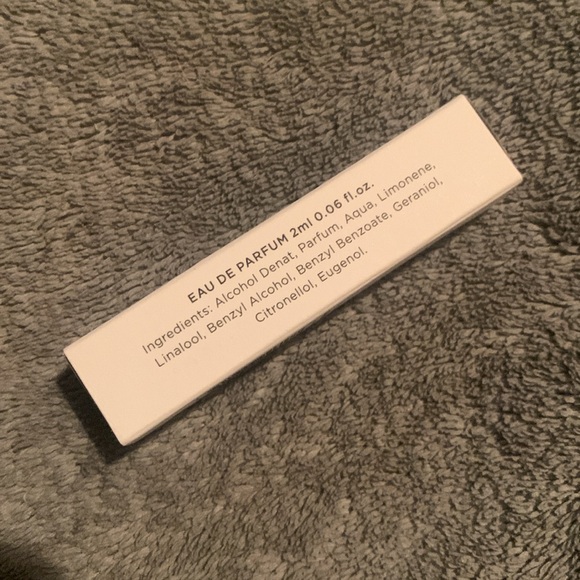 EAU DE PARFUM 2ml 0.06 fl.oz.
Ingredients: Alcohol Denat, Parfum, Aqua, Limonene,
Linalool, Benzyl Alcohol, Benzyl Benzoate, Geraniol,
Citronellol, Eugenol.